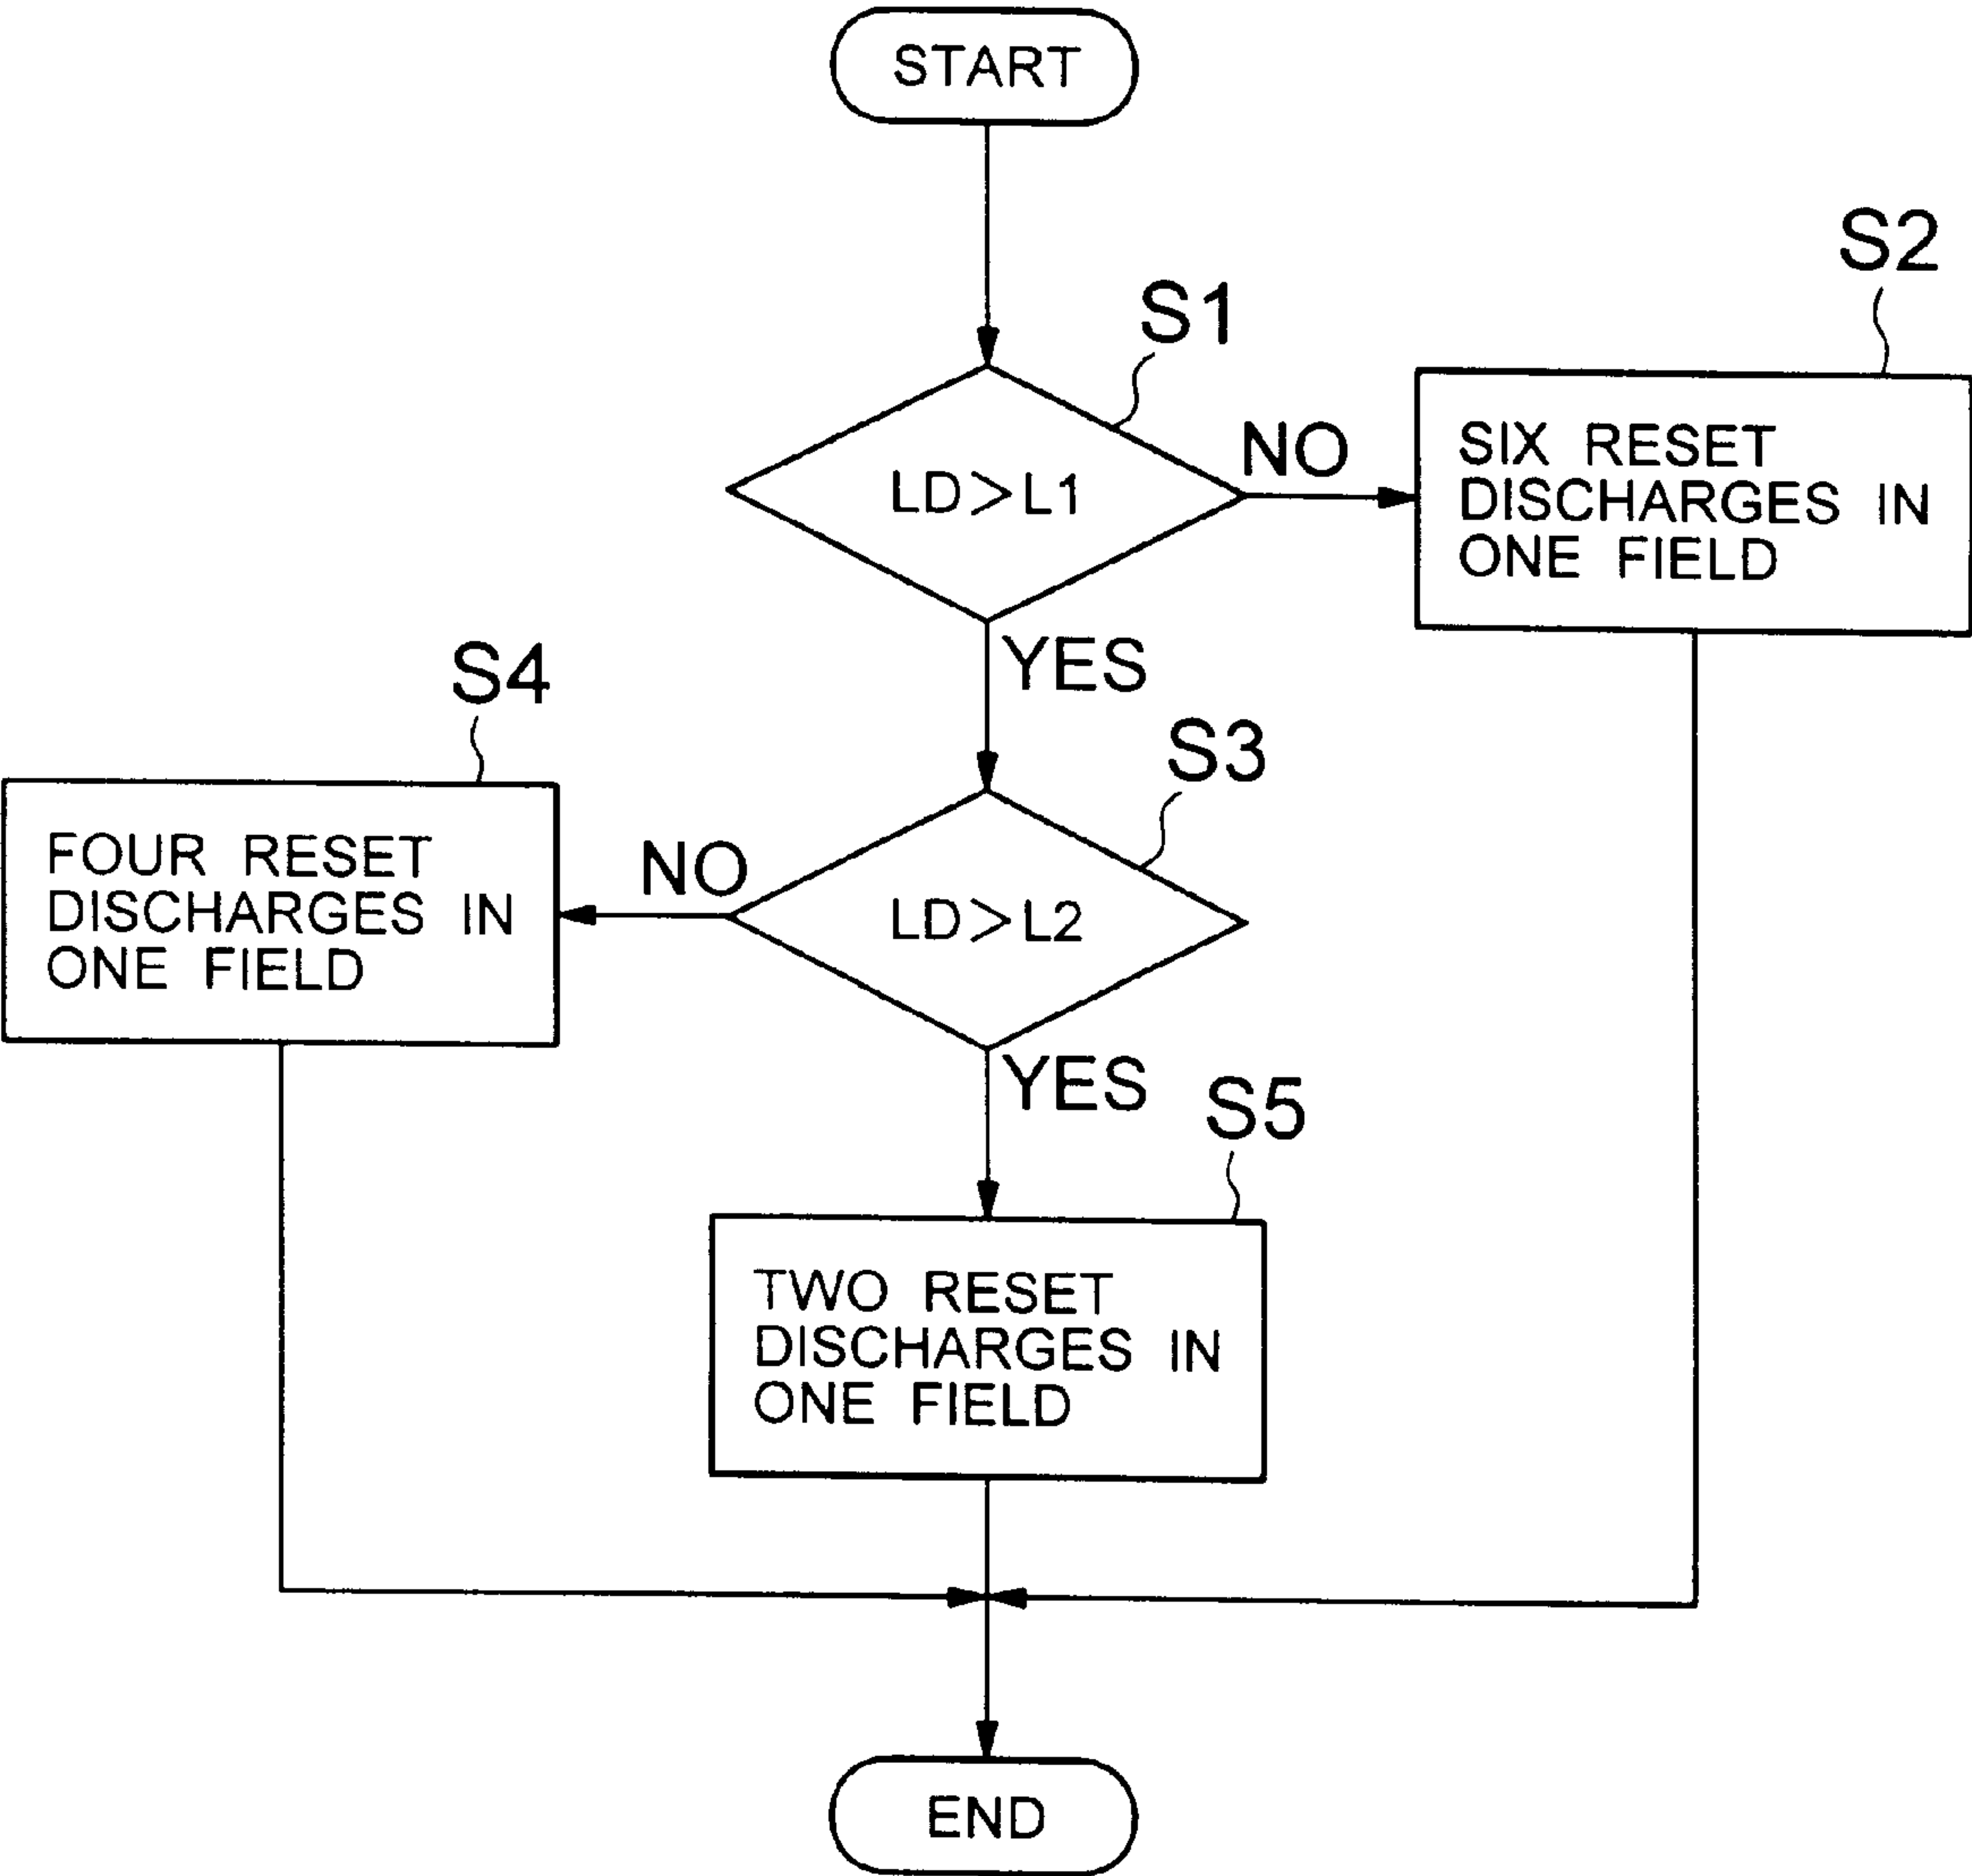 START
S2
S1
NO
SIX RESET
DISCHARGES IN
ONE FIELD
LD>L1
YES
S4
S3
FOUR RESET
DISCHARGES IN
ONE FIELD
NO
LD>L2
YES
S5
TWO RESET
DISCHARGES IN
ONE FIELD
END